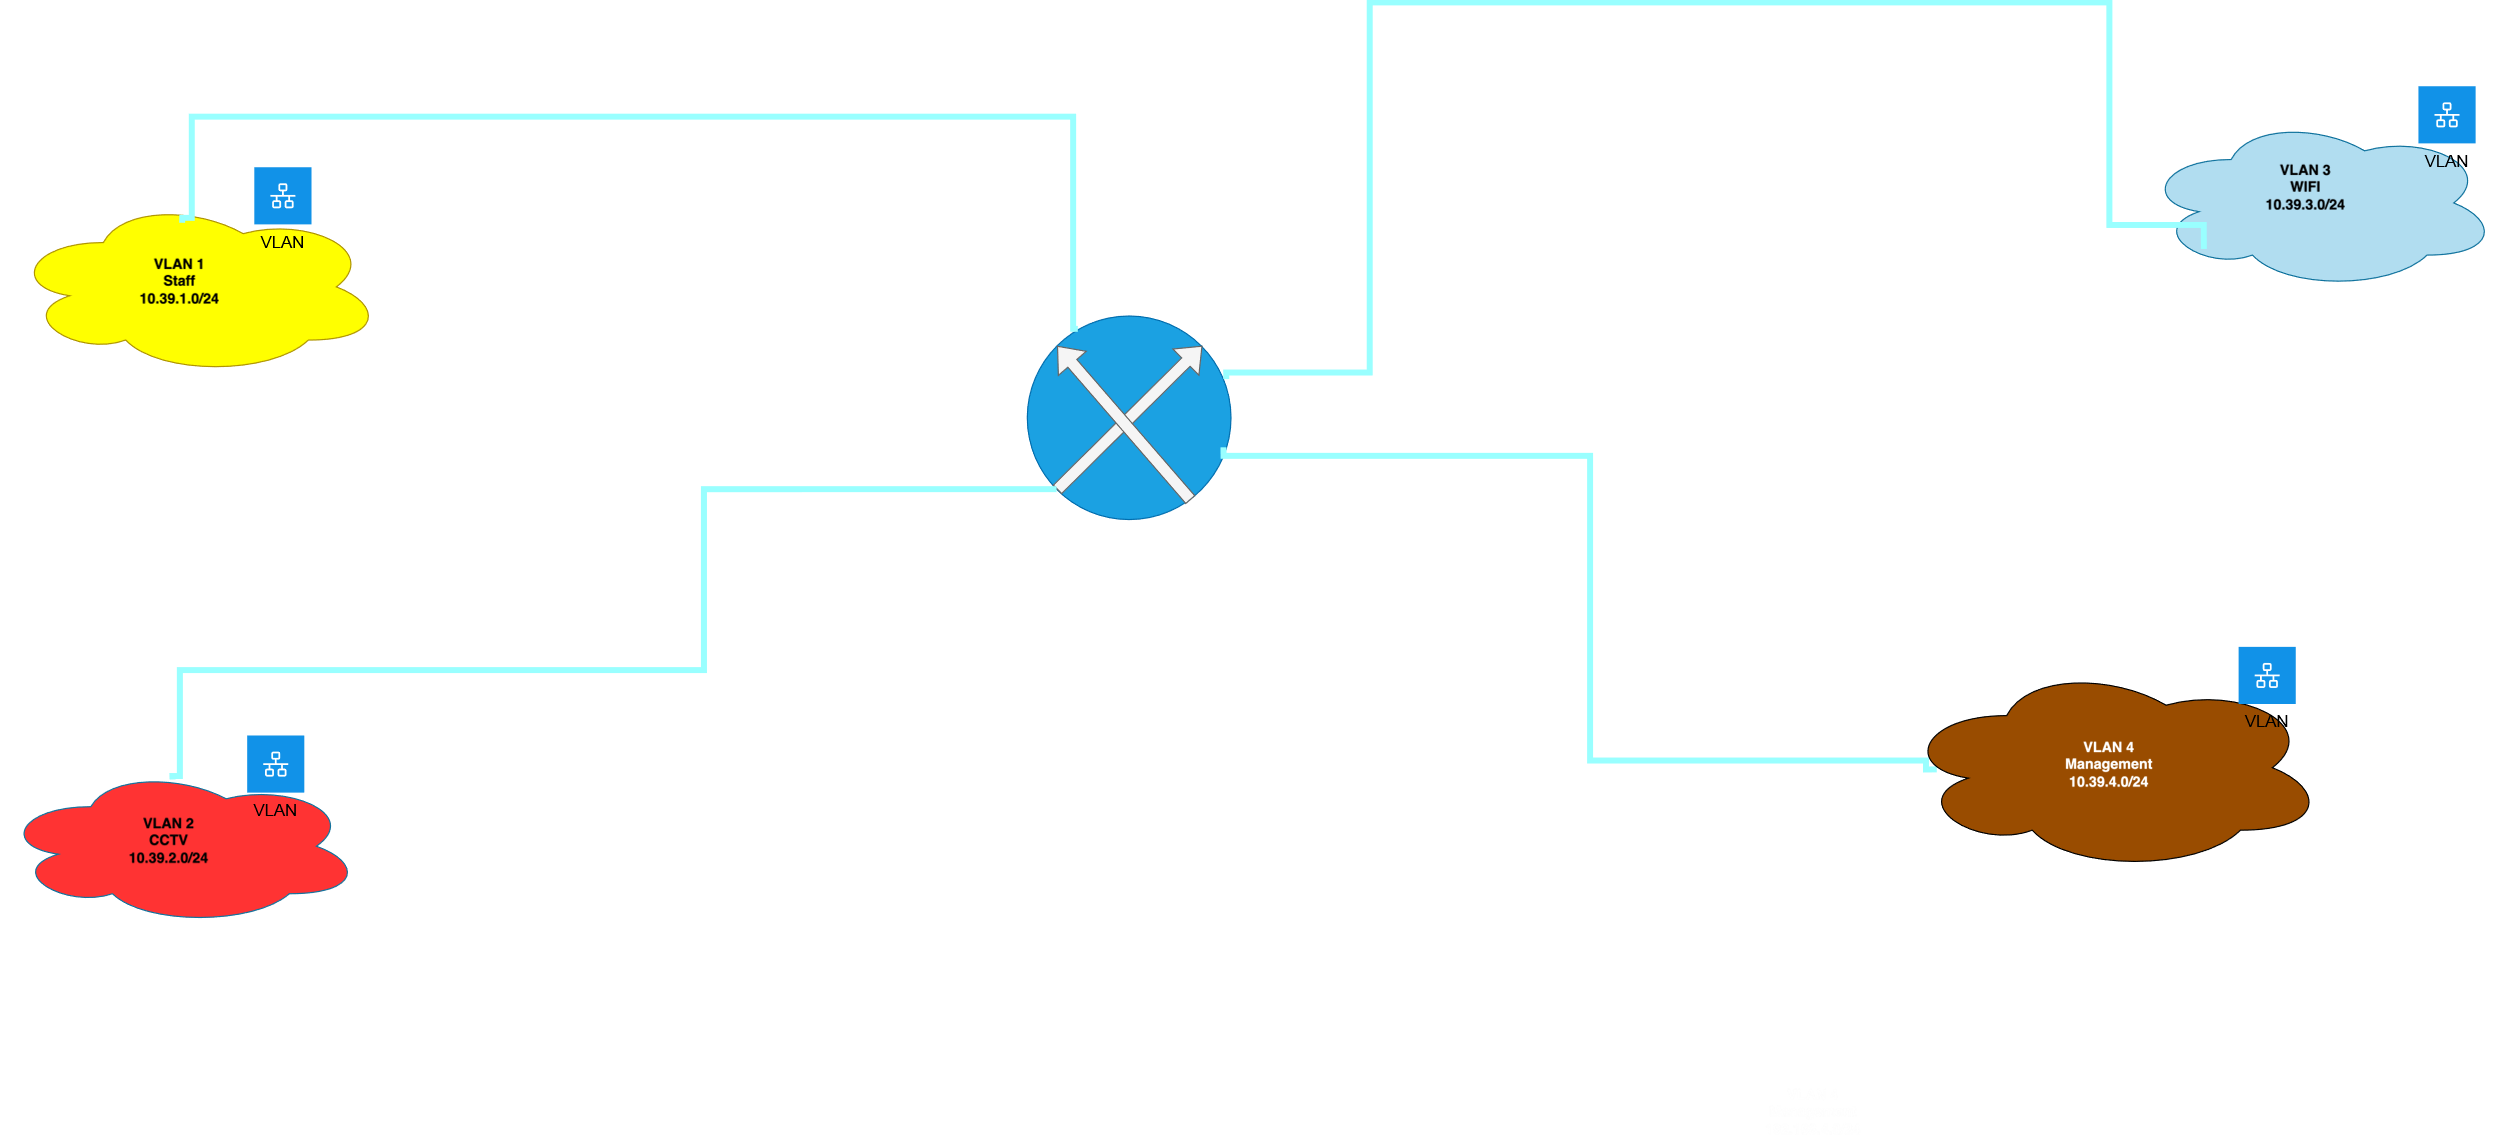 VLAN
VLAN 1
Staff
10.39.1.0/24
VLAN
VLAN 3
WIFI
10.39.3.0/24
VLAN
VLAN 2
CCTV
10.39.2.0/24
VLAN
VLAN 4
Management
10.39.4.0/24